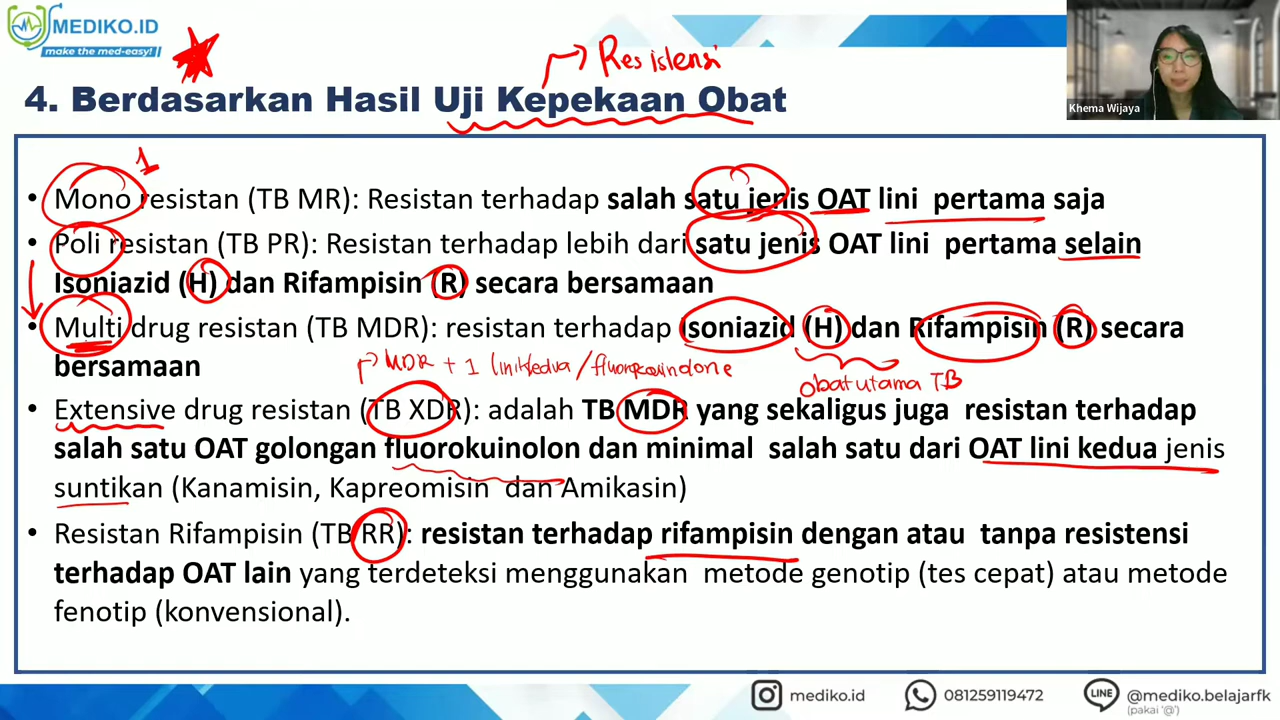 MEDIKO.ID
make the med-easy!
Resistensi
4. Berdasarkan Hasil Uji Kepekaan Obat
Khema Wijaya
1
• Mono resistan (TB MR): Resistan terhadap salah satu jenis OAT lini pertama saja
• Poli resistan (TB PR): Resistan terhadap lebih dari satu jenis OAT lini pertama selain
Isoniazid (H) dan Rifampisin (R) secara bersamaan
• Multi drug resistan (TB MDR): resistan terhadap Isoniazid (H) dan Rifampisin (R) secara
bersamaan
MDR + 1 lini kedua /
obat utama TB
• Extensive drug resistan (TB XDR): adalah TB MDR yang sekaligus juga resistan terhadap
salah satu OAT golongan fluorokuinolon dan minimal salah satu dari OAT lini kedua jenis
suntikan (Kanamisin, Kapreomisin dan Amikasin)
• Resistan Rifampisin (TB RR): resistan terhadap rifampisin dengan atau tanpa resistensi
terhadap OAT lain yang terdeteksi menggunakan metode genotip (tes cepat) atau metode
fenotip (konvensional).
mediko.id
081259119472
LINE
@mediko.belajarfk
(pakai '@')